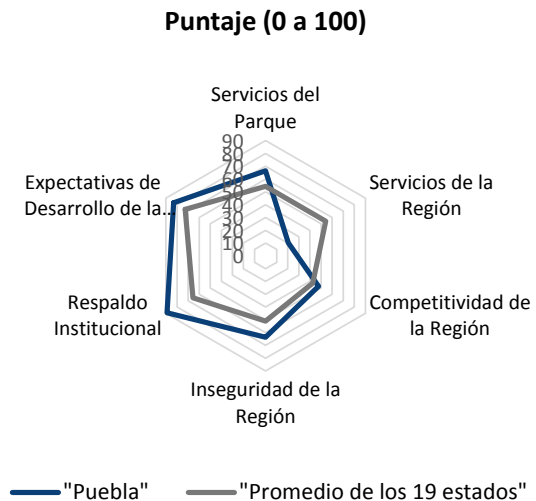 Puntaje (0 a 100)
Servicios del
Parque
90
80
70
60
50
40
30
20
10
0
Expectativas de
Desarrollo de la…
Servicios de la
Región
Respaldo
Institucional
Competitividad de
la Región
Inseguridad de la
Región
"Puebla"
"Promedio de los 19 estados"